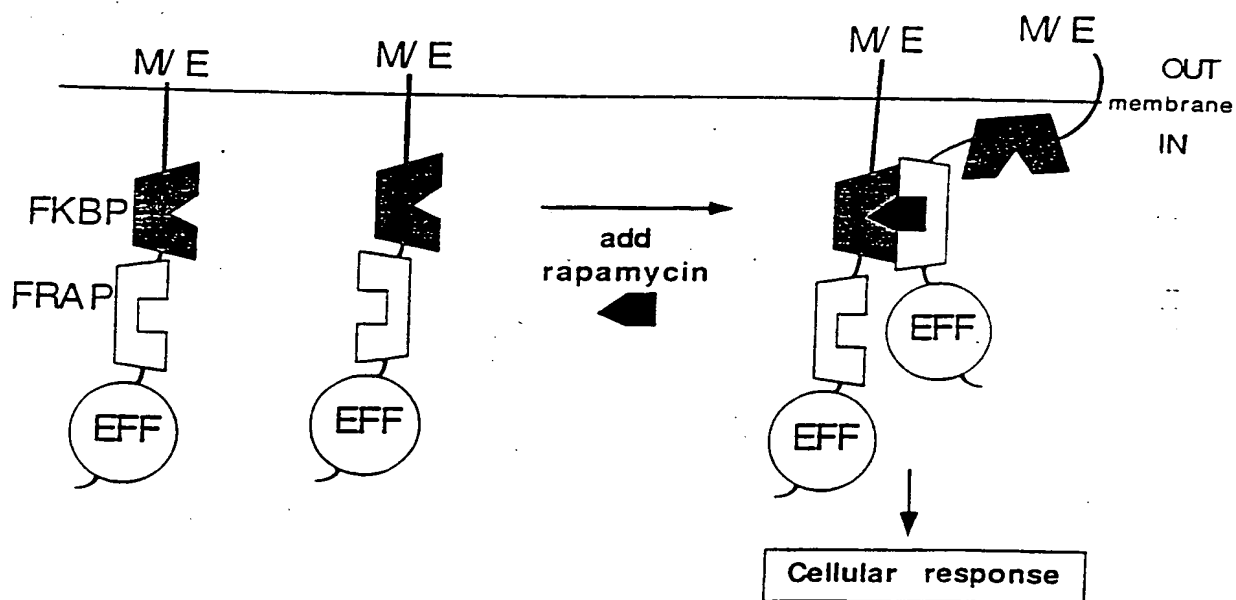 M/E
M/E
M/E
M/E
OUT
membrane
IN
FKBP
FRAP
add
rapamycin
EFF
EFF
EFF
EFF
Cellular response